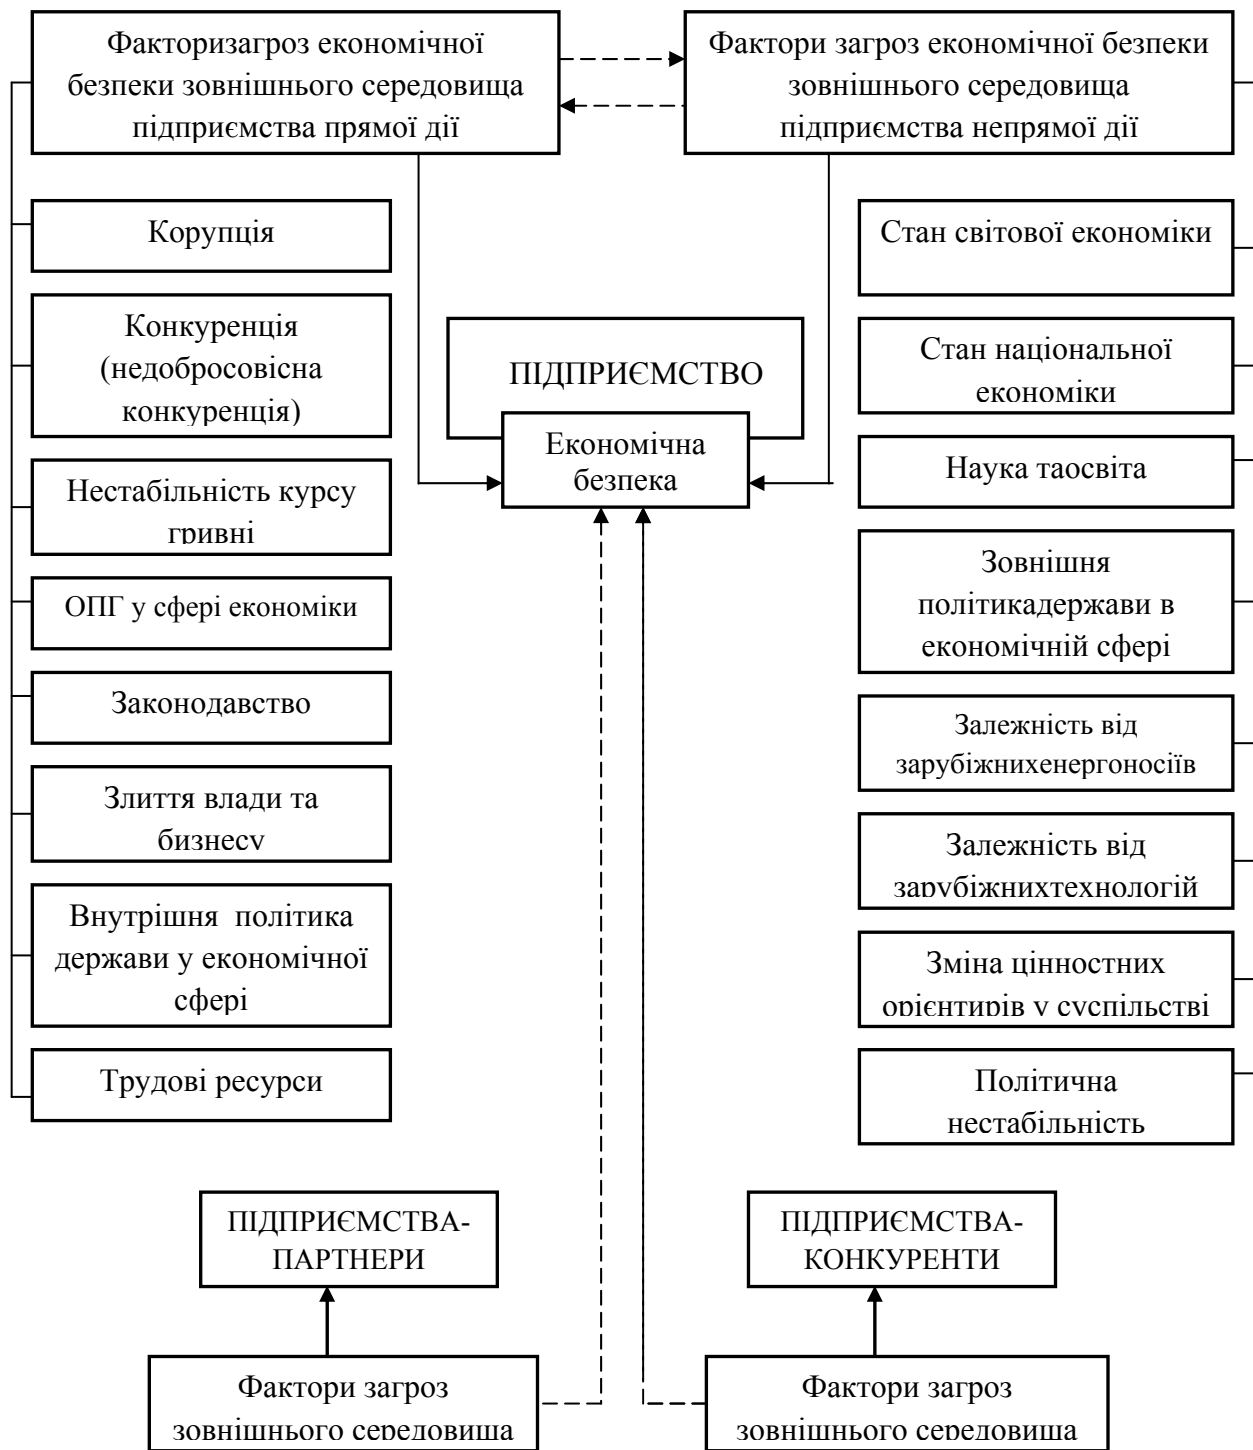 Факторизагроз економічної
безпеки зовнішнього середовища
підприємства прямої дії
Фактори загроз економічної безпеки
зовнішнього середовища
підприємства непрямої дії
Корупція
Конкуренція
(недобросовісна
конкуренція)
Нестабільність курсу
гривні
ОПГ у сфері економіки
Законодавство
Злиття влади та
бизнесу
Внутрішня політика
держави у економічної
сфері
Трудові ресурси
ПІДПРИЄМСТВО
Економічна
безпека
Стан світової економіки
Стан національної
економіки
Наука таосвіта
Зовнішня
політикадержави в
економічній сфері
Залежність від
зарубіжнихенергоносіїв
Залежність від
зарубіжнихтехнологій
Зміна цінностних
орієнтирів у суспільстві
Політична
нестабільність
ПІДПРИЄМСТВА-
ПАРТНЕРИ
ПІДПРИЄМСТВА-
КОНКУРЕНТИ
Фактори загроз
зовнішнього середовища
Фактори загроз
зовнішнього середовища